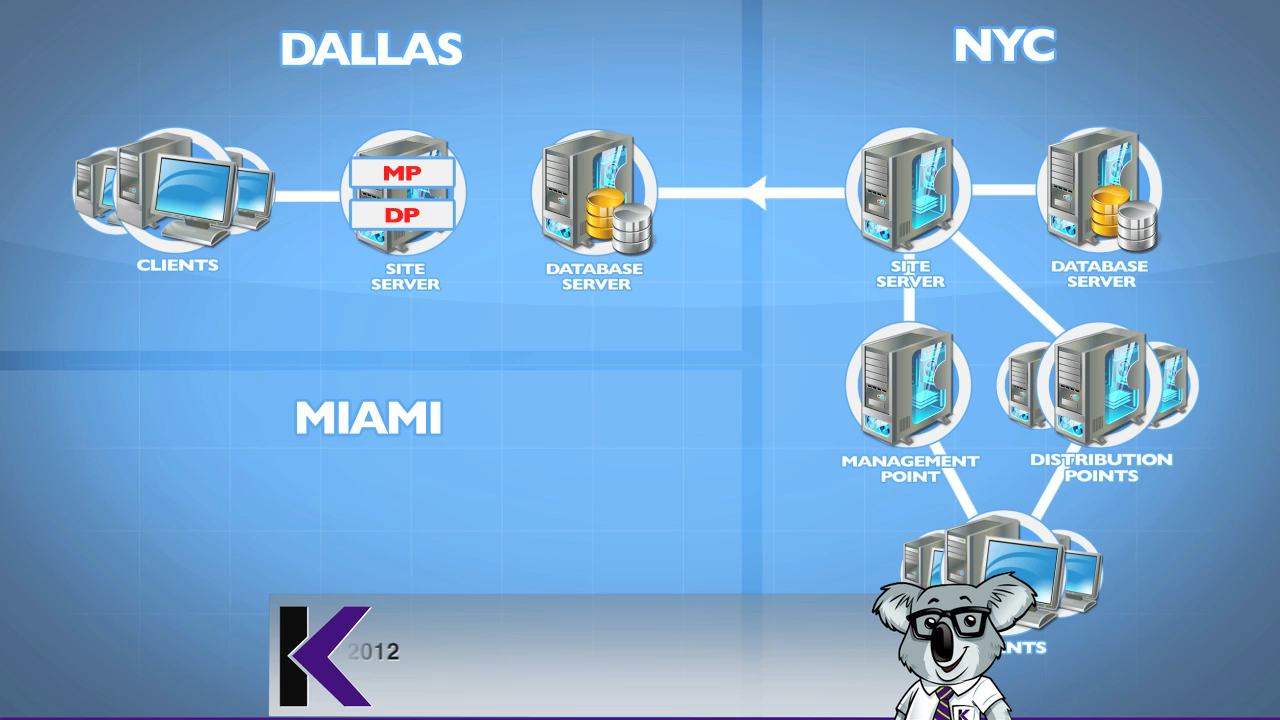 DALLAS
NYC
MP
DP
CLIENTS
SITE
SERVER
DATABASE
SERVER
SITE
SERVER
DATABASE
SERVER
MIAMI
MANAGEMENT
POINT
DISTRIBUTION
POINTS
NTS
K
2012
K